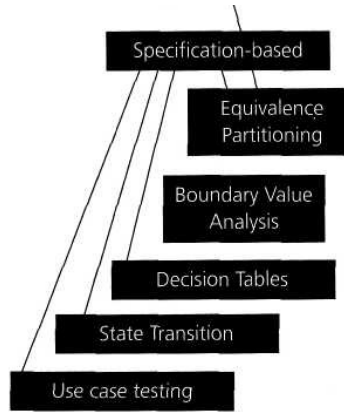 Specification-based
Equivalence
Partitioning
Boundary Value
Analysis
Decision Tables
State Transition
Use case testing